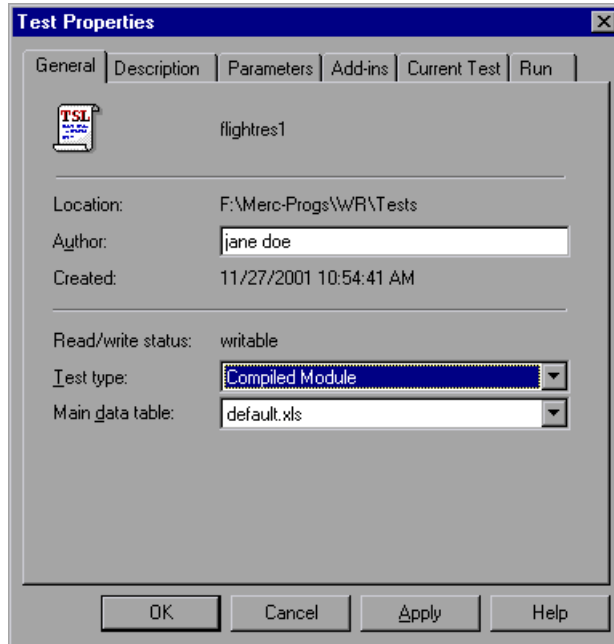 Test Properties
General Description Parameters Add-ins Current Test Run
TSL
flightres1
Location: F:\Merc-Progs\WR\Tests
Author: jane doe
Created: 11/27/2001 10:54:41 AM
Read/write status: writable
Test type: Compiled Module
Main data table: default.xls
OK Cancel Apply Help